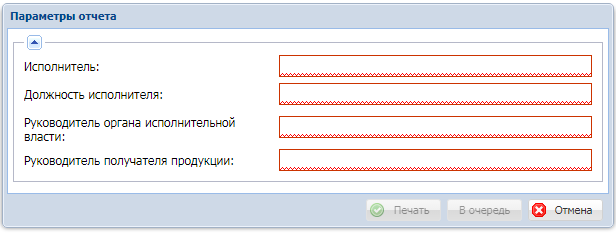 Параметры отчета
Исполнитель:
Должность исполнителя:
Руководитель органа исполнительной
власти:
Руководитель получателя продукции:
Печать В очередь Отмена